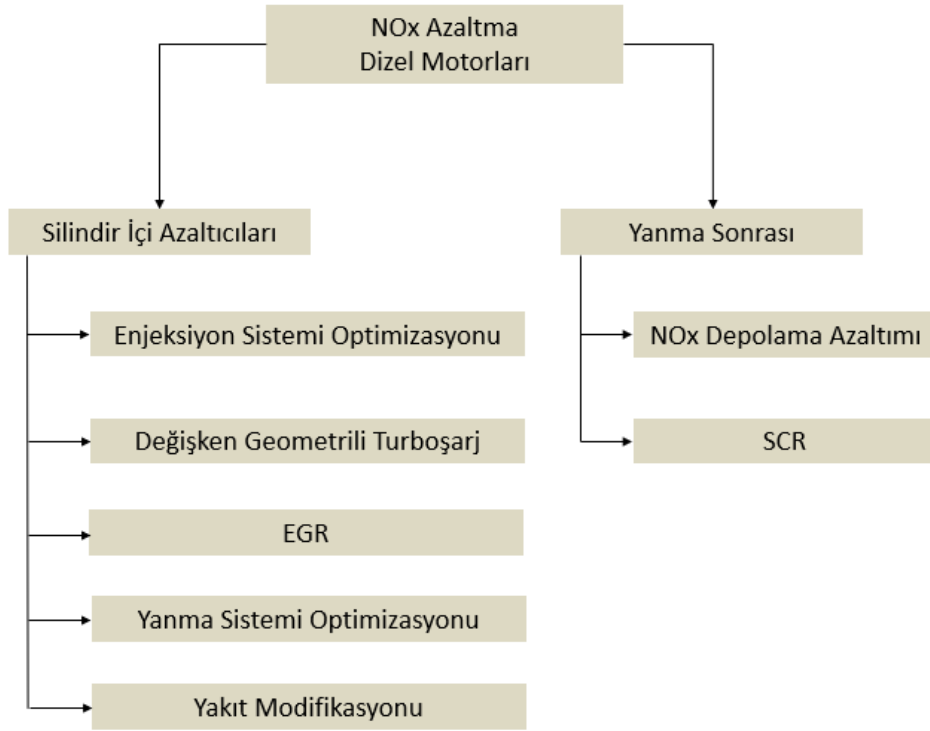 NOx Azaltma
Dizel Motorları
Silindir İçi Azaltıcıları
Yanma Sonrası
Enjeksiyon Sistemi Optimizasyonu
NOx Depolama Azaltımı
Değişken Geometrili Turboşarj
SCR
EGR
Yanma Sistemi Optimizasyonu
Yakıt Modifikasyonu